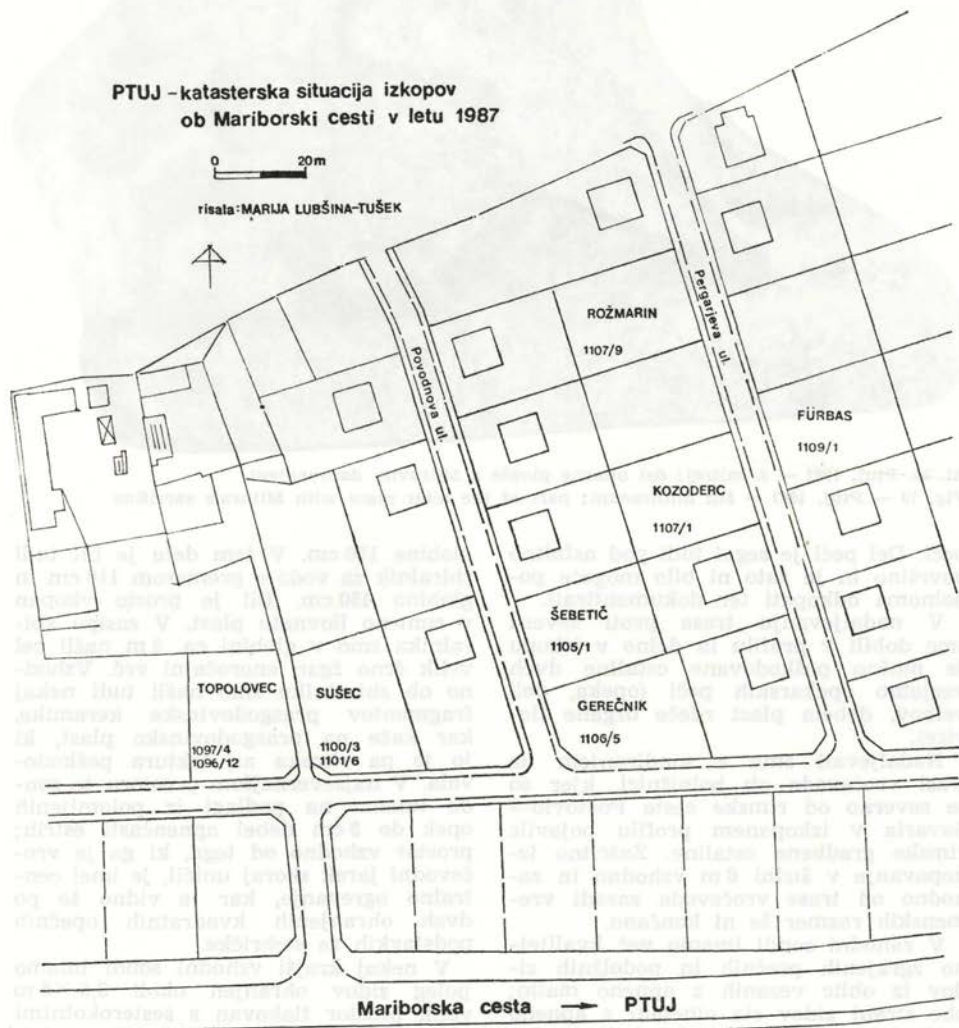 PTUJ – katasterska situacija izkopov
ob Mariborski cesti v letu 1987
0 20 m
risala: MARIJA LUBŠINA-TUŠEK
Povodnova ul.
Pergarjeva ul.
ROŽMARIN
1107/9
FÜRBAS
1109/1
KOZODERC
1107/1
ŠEBETIČ
1105/1
GEREČNIK
1106/5
TOPOLOVEC
1097/4
1096/12
SUŠEC
1100/3
1101/6
Mariborska cesta → PTUJ